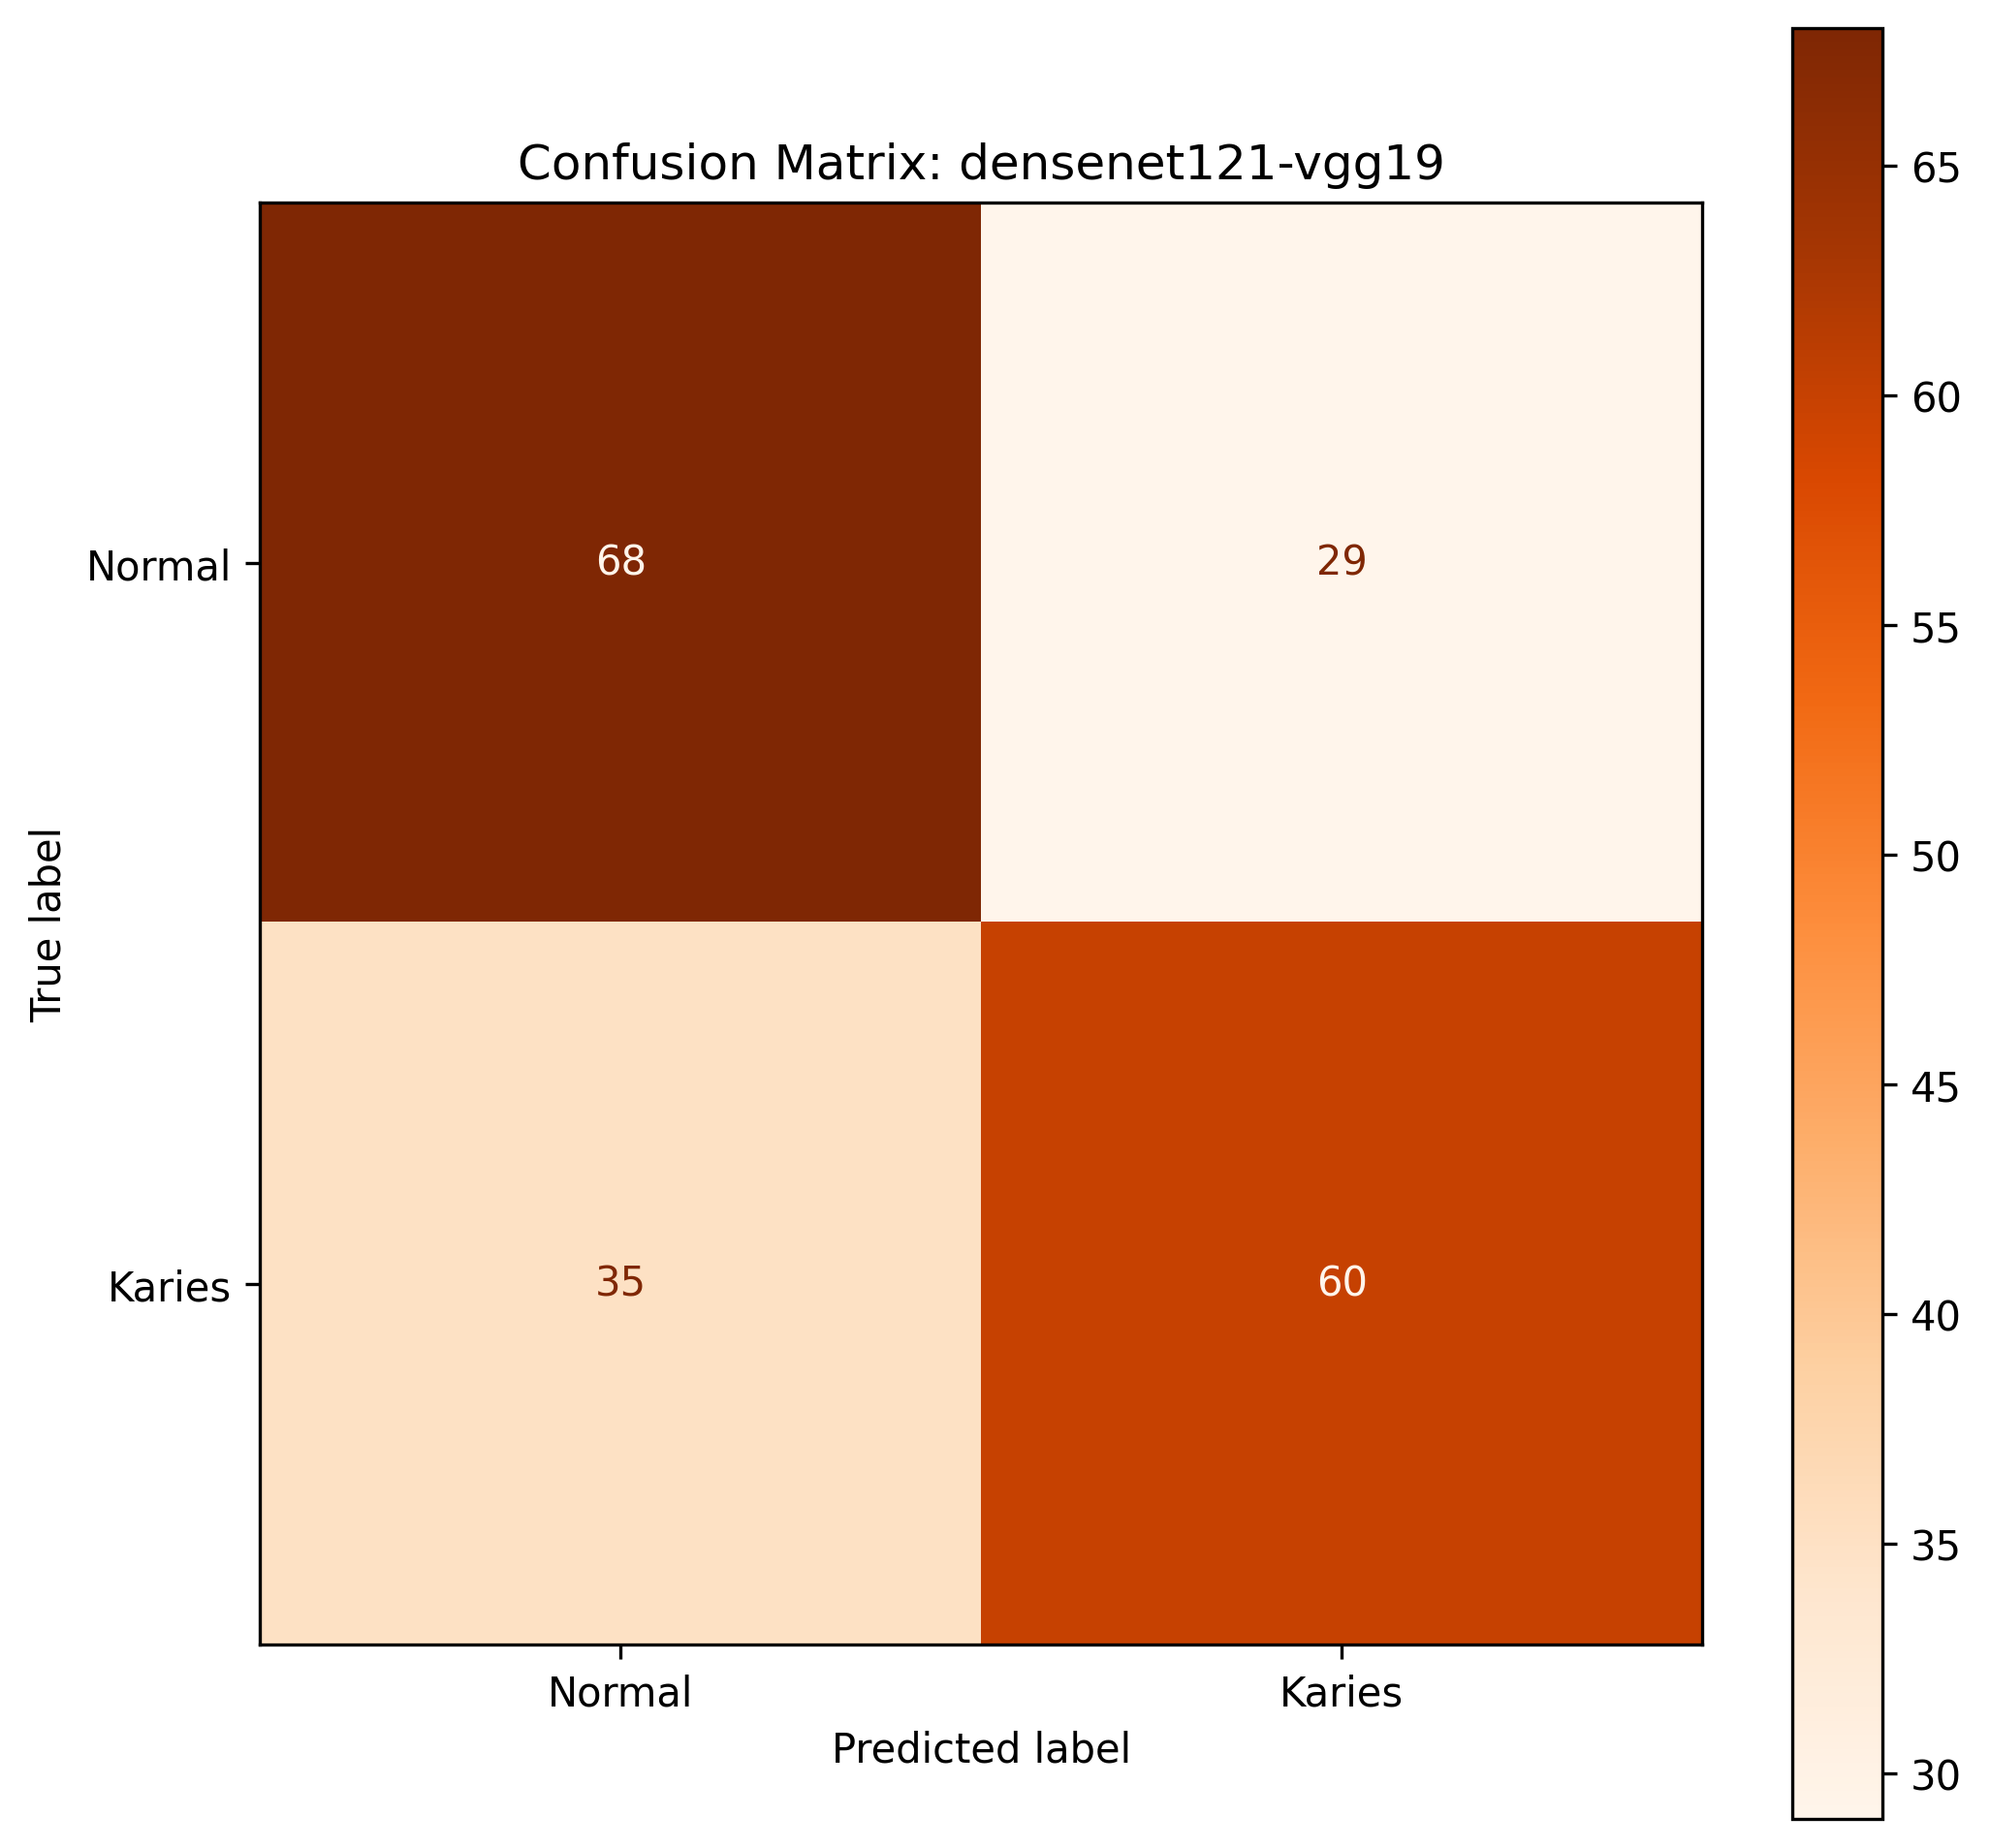 Confusion Matrix: densenet121-vgg19
True label
Normal
68
29
Karies
35
60
Normal
Karies
Predicted label
65
60
55
50
45
40
35
30